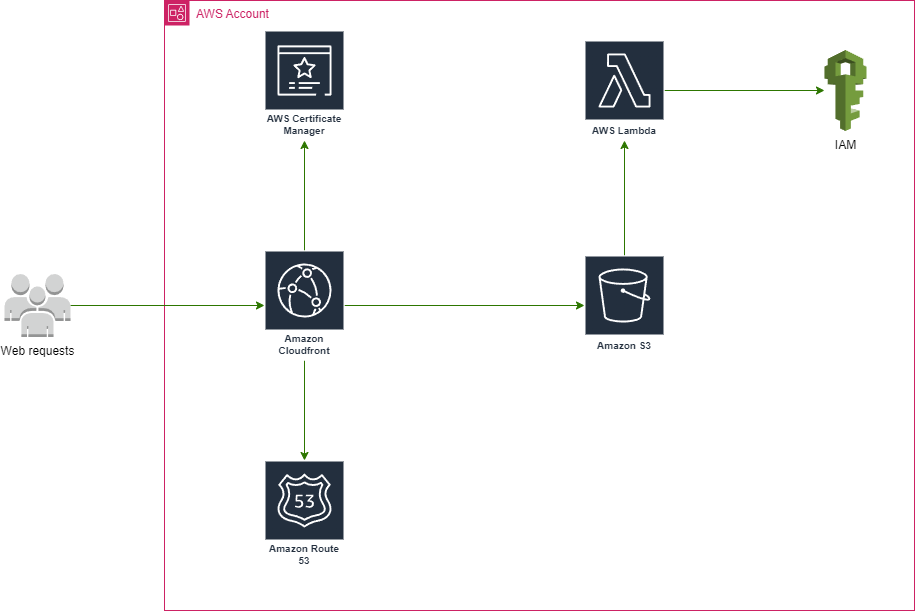 AWS Account
AWS Certificate
Manager
AWS Lambda
IAM
Web requests
Amazon
Cloudfront
Amazon S3
53
Amazon Route
53